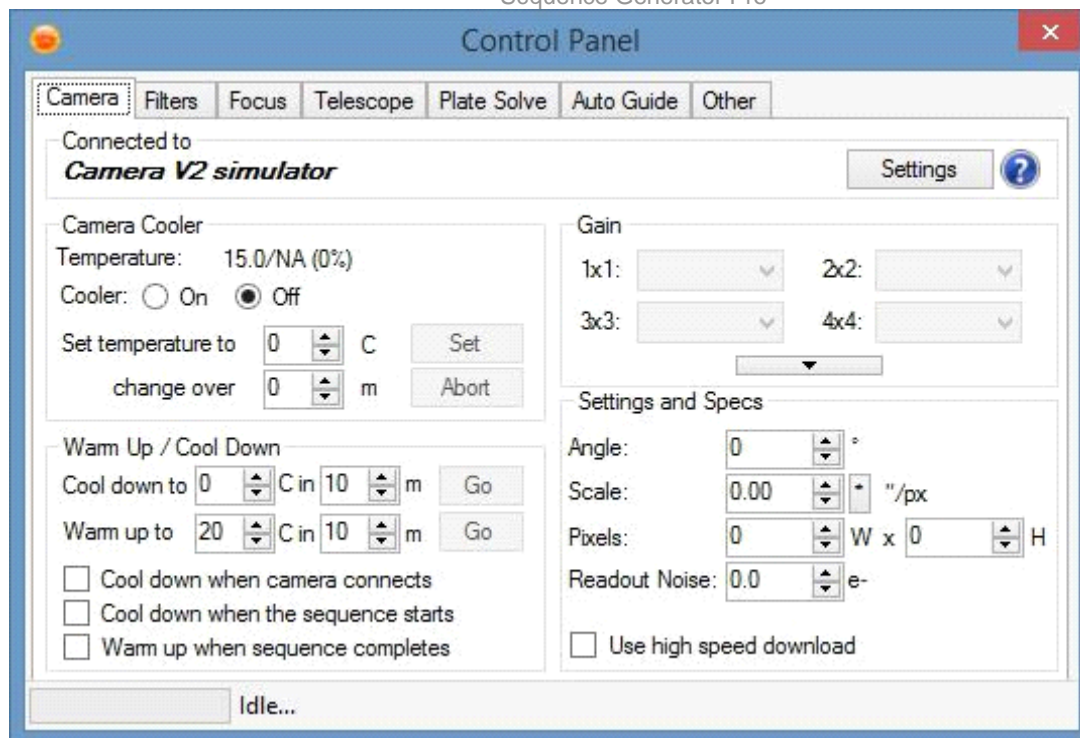 Sequence Generator Pro
Control Panel
Camera Filters Focus Telescope Plate Solve Auto Guide Other
Connected to
Camera V2 simulator
Settings
Camera Cooler
Temperature: 15.0/NA (0%)
Cooler: On Off
Set temperature to 0 C Set
change over 0 m Abort
Warm Up / Cool Down
Cool down to 0 C in 10 m Go
Warm up to 20 C in 10 m Go
Cool down when camera connects
Cool down when the sequence starts
Warm up when sequence completes
Gain
1x1: 2x2:
3x3: 4x4:
Settings and Specs
Angle: 0 °
Scale: 0.00 * "/px
Pixels: 0 W x 0 H
Readout Noise: 0.0 e-
Use high speed download
Idle...